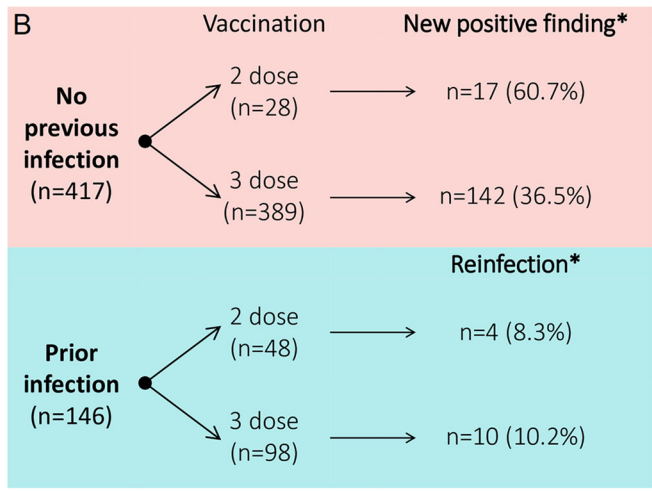 B
Vaccination
New positive finding*
No
previous
infection
(n=417)
2 dose
(n=28)
n=17 (60.7%)
3 dose
(n=389)
n=142 (36.5%)
Reinfection*
Prior
infection
(n=146)
2 dose
(n=48)
n=4 (8.3%)
3 dose
(n=98)
n=10 (10.2%)